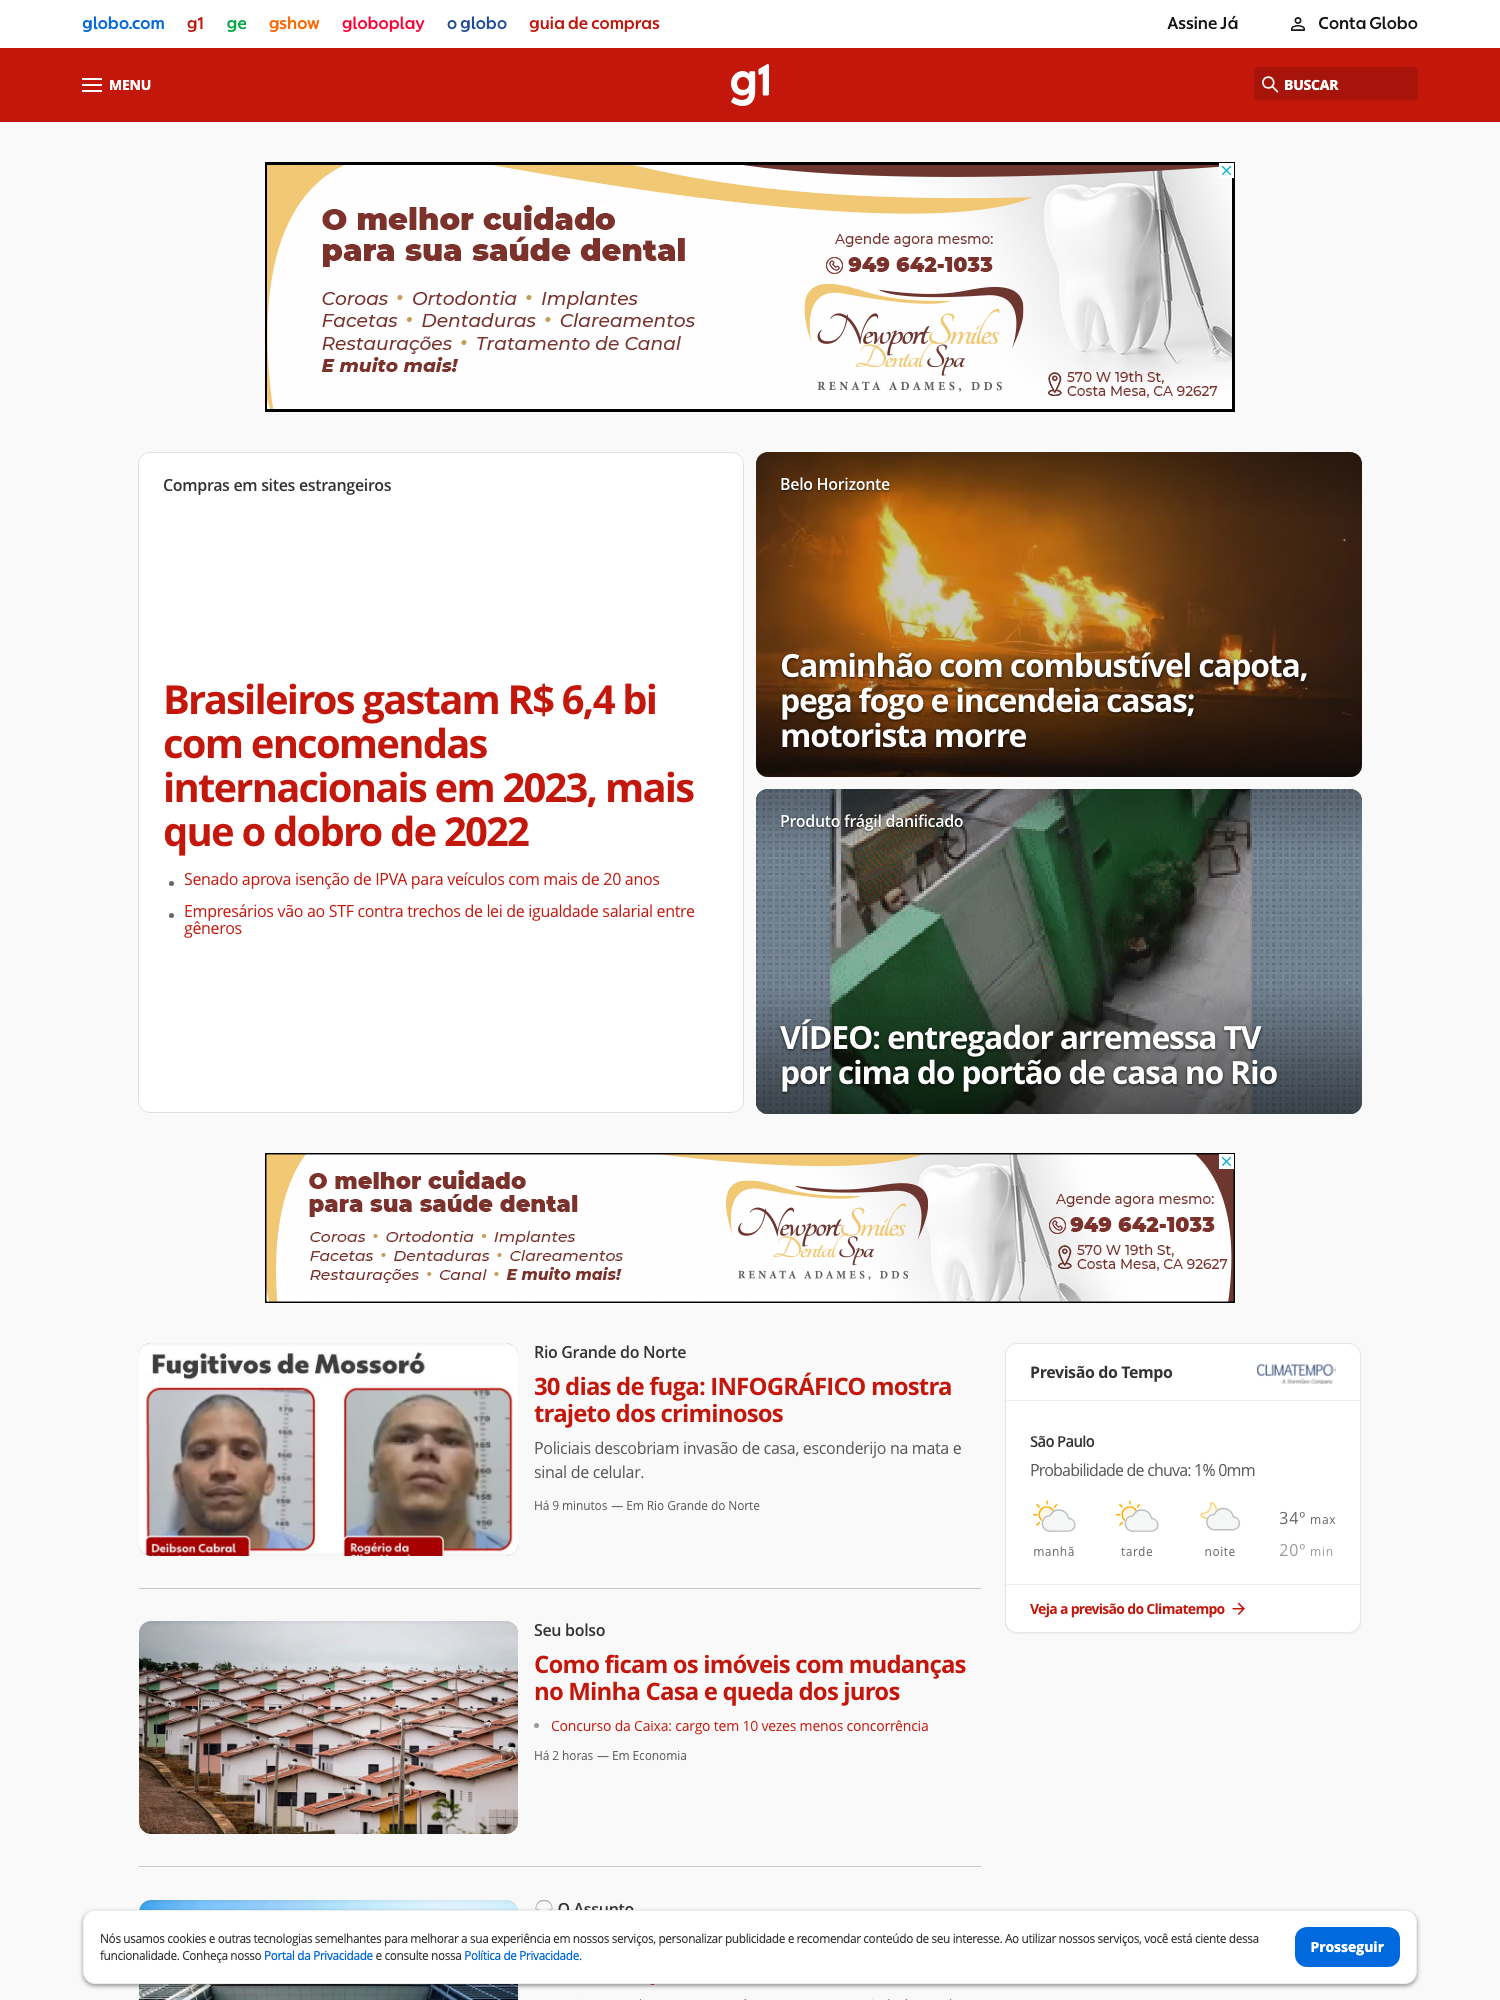 globo.com g1 ge gshow globoplay o globo guia de compras Assine Já Conta Globo
MENU g1 BUSCAR
O melhor cuidado
para sua saúde dental
Coroas • Ortodontia • Implantes
Facetas • Dentaduras • Clareamentos
Restaurações • Tratamento de Canal
E muito mais!
Agende agora mesmo:
949 642-1033
Newport Smiles
Dental Spa
RENATA ADAMES, DDS
570 W 19th St,
Costa Mesa, CA 92627
Compras em sites estrangeiros
Brasileiros gastam R$ 6,4 bi
com encomendas
internacionais em 2023, mais
que o dobro de 2022
• Senado aprova isenção de IPVA para veículos com mais de 20 anos
• Empresários vão ao STF contra trechos de lei de igualdade salarial entre
gêneros
Belo Horizonte
Caminhão com combustível capota,
pega fogo e incendeia casas;
motorista morre
Produto frágil danificado
VÍDEO: entregador arremessa TV
por cima do portão de casa no Rio
O melhor cuidado
para sua saúde dental
Coroas • Ortodontia • Implantes
Facetas • Dentaduras • Clareamentos
Restaurações • Canal • E muito mais!
Newport Smiles
Dental Spa
RENATA ADAMES, DDS
Agende agora mesmo:
949 642-1033
570 W 19th St,
Costa Mesa, CA 92627
Fugitivos de Mossoró
Deibson Cabral
Rogério da
Rio Grande do Norte
30 dias de fuga: INFOGRÁFICO mostra
trajeto dos criminosos
Policiais descobriam invasão de casa, esconderijo na mata e
sinal de celular.
Há 9 minutos — Em Rio Grande do Norte
Previsão do Tempo CLIMATEMPO
São Paulo
Probabilidade de chuva: 1% 0mm
34º max
20º min
manhã tarde noite
Veja a previsão do Climatempo
Seu bolso
Como ficam os imóveis com mudanças
no Minha Casa e queda dos juros
• Concurso da Caixa: cargo tem 10 vezes menos concorrência
Há 2 horas — Em Economia
O Assunto
Nós usamos cookies e outras tecnologias semelhantes para melhorar a sua experiência em nossos serviços, personalizar publicidade e recomendar conteúdo de seu interesse. Ao utilizar nossos serviços, você está ciente dessa
funcionalidade. Conheça nosso Portal da Privacidade e consulte nossa Política de Privacidade.
Prosseguir